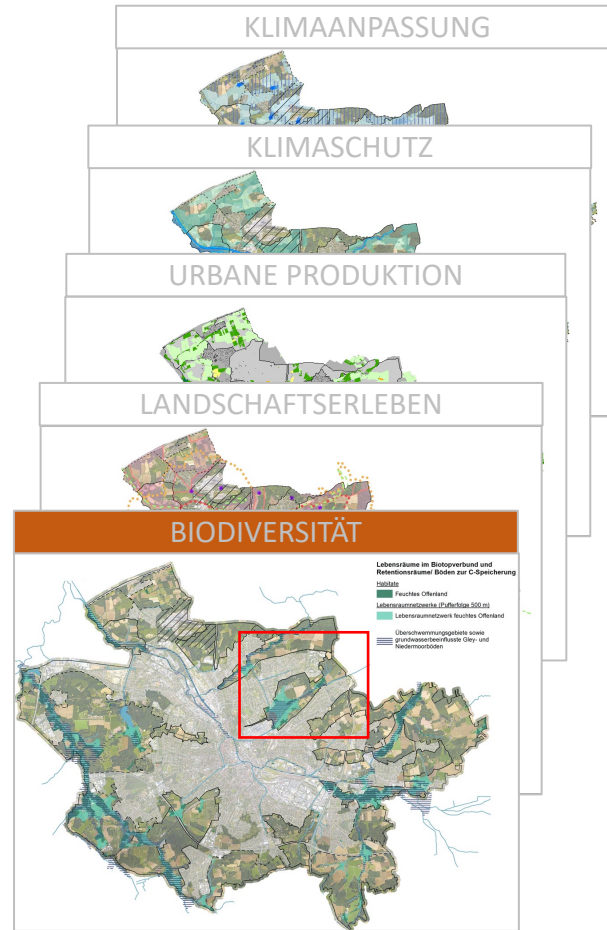 KLIMAANPASSUNG
KLIMASCHUTZ
URBANE PRODUKTION
LANDSCHAFTSERLEBEN
BIODIVERSITÄT
Lebensräume im Biotopverbund und
Retentionsräume/ Böden zur C-Speicherung
Habitate
Feuchtes Offenland
Lebensraumnetzwerke (Pufferfolge 500 m)
Lebensraumnetzwerk feuchtes Offenland
Überschwemmungsgebiete sowie
grundwasserbeeinflusste Gley- und
Niedermoorböden